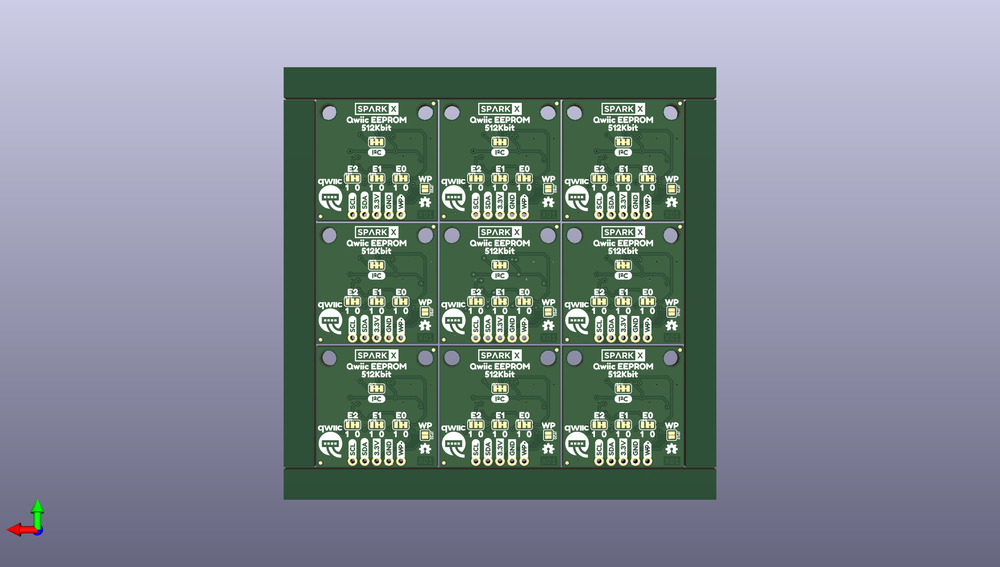 SPARK X SPARK X SPARK X
Qwiic EEPROM Qwiic EEPROM Qwiic EEPROM
512Kbit 512Kbit 512Kbit
I²C I²C I²C
E2 E1 E0 E2 E1 E0 E2 E1 E0
qwiic WP qwiic WP qwiic WP
1 0 1 0 1 0 1 0 1 0 1 0 1 0 1 0 1 0
SCL SDA 3.3V GND WP SCL SDA 3.3V GND WP SCL SDA 3.3V GND WP
SPARK X SPARK X SPARK X
Qwiic EEPROM Qwiic EEPROM Qwiic EEPROM
512Kbit 512Kbit 512Kbit
I²C I²C I²C
E2 E1 E0 E2 E1 E0 E2 E1 E0
qwiic WP qwiic WP qwiic WP
1 0 1 0 1 0 1 0 1 0 1 0 1 0 1 0 1 0
SCL SDA 3.3V GND WP SCL SDA 3.3V GND WP SCL SDA 3.3V GND WP
SPARK X SPARK X SPARK X
Qwiic EEPROM Qwiic EEPROM Qwiic EEPROM
512Kbit 512Kbit 512Kbit
I²C I²C I²C
E2 E1 E0 E2 E1 E0 E2 E1 E0
qwiic WP qwiic WP qwiic WP
1 0 1 0 1 0 1 0 1 0 1 0 1 0 1 0 1 0
SCL SDA 3.3V GND WP SCL SDA 3.3V GND WP SCL SDA 3.3V GND WP